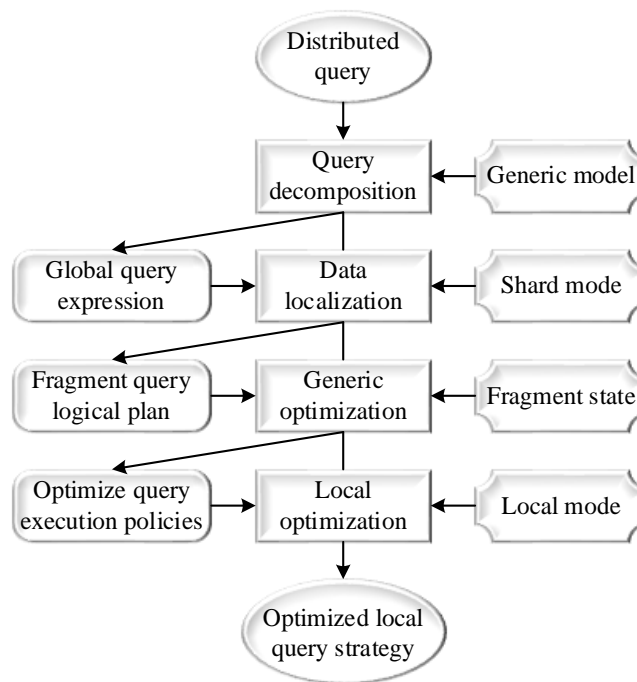 Distributed
query
Query
decomposition
Generic model
Global query
expression
Data
localization
Shard mode
Fragment query
logical plan
Generic
optimization
Fragment state
Optimize query
execution policies
Local
optimization
Local mode
Optimized local
query strategy